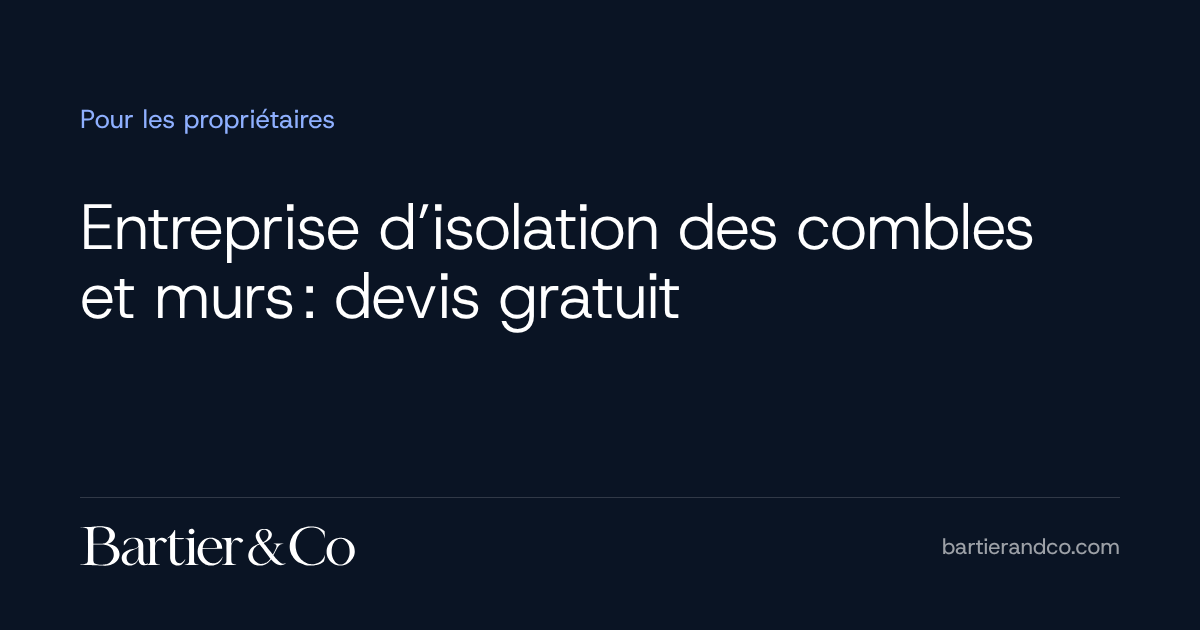 Pour les propriétaires
Entreprise d’isolation des combles
et murs : devis gratuit
Bartier & Co
bartierandco.com